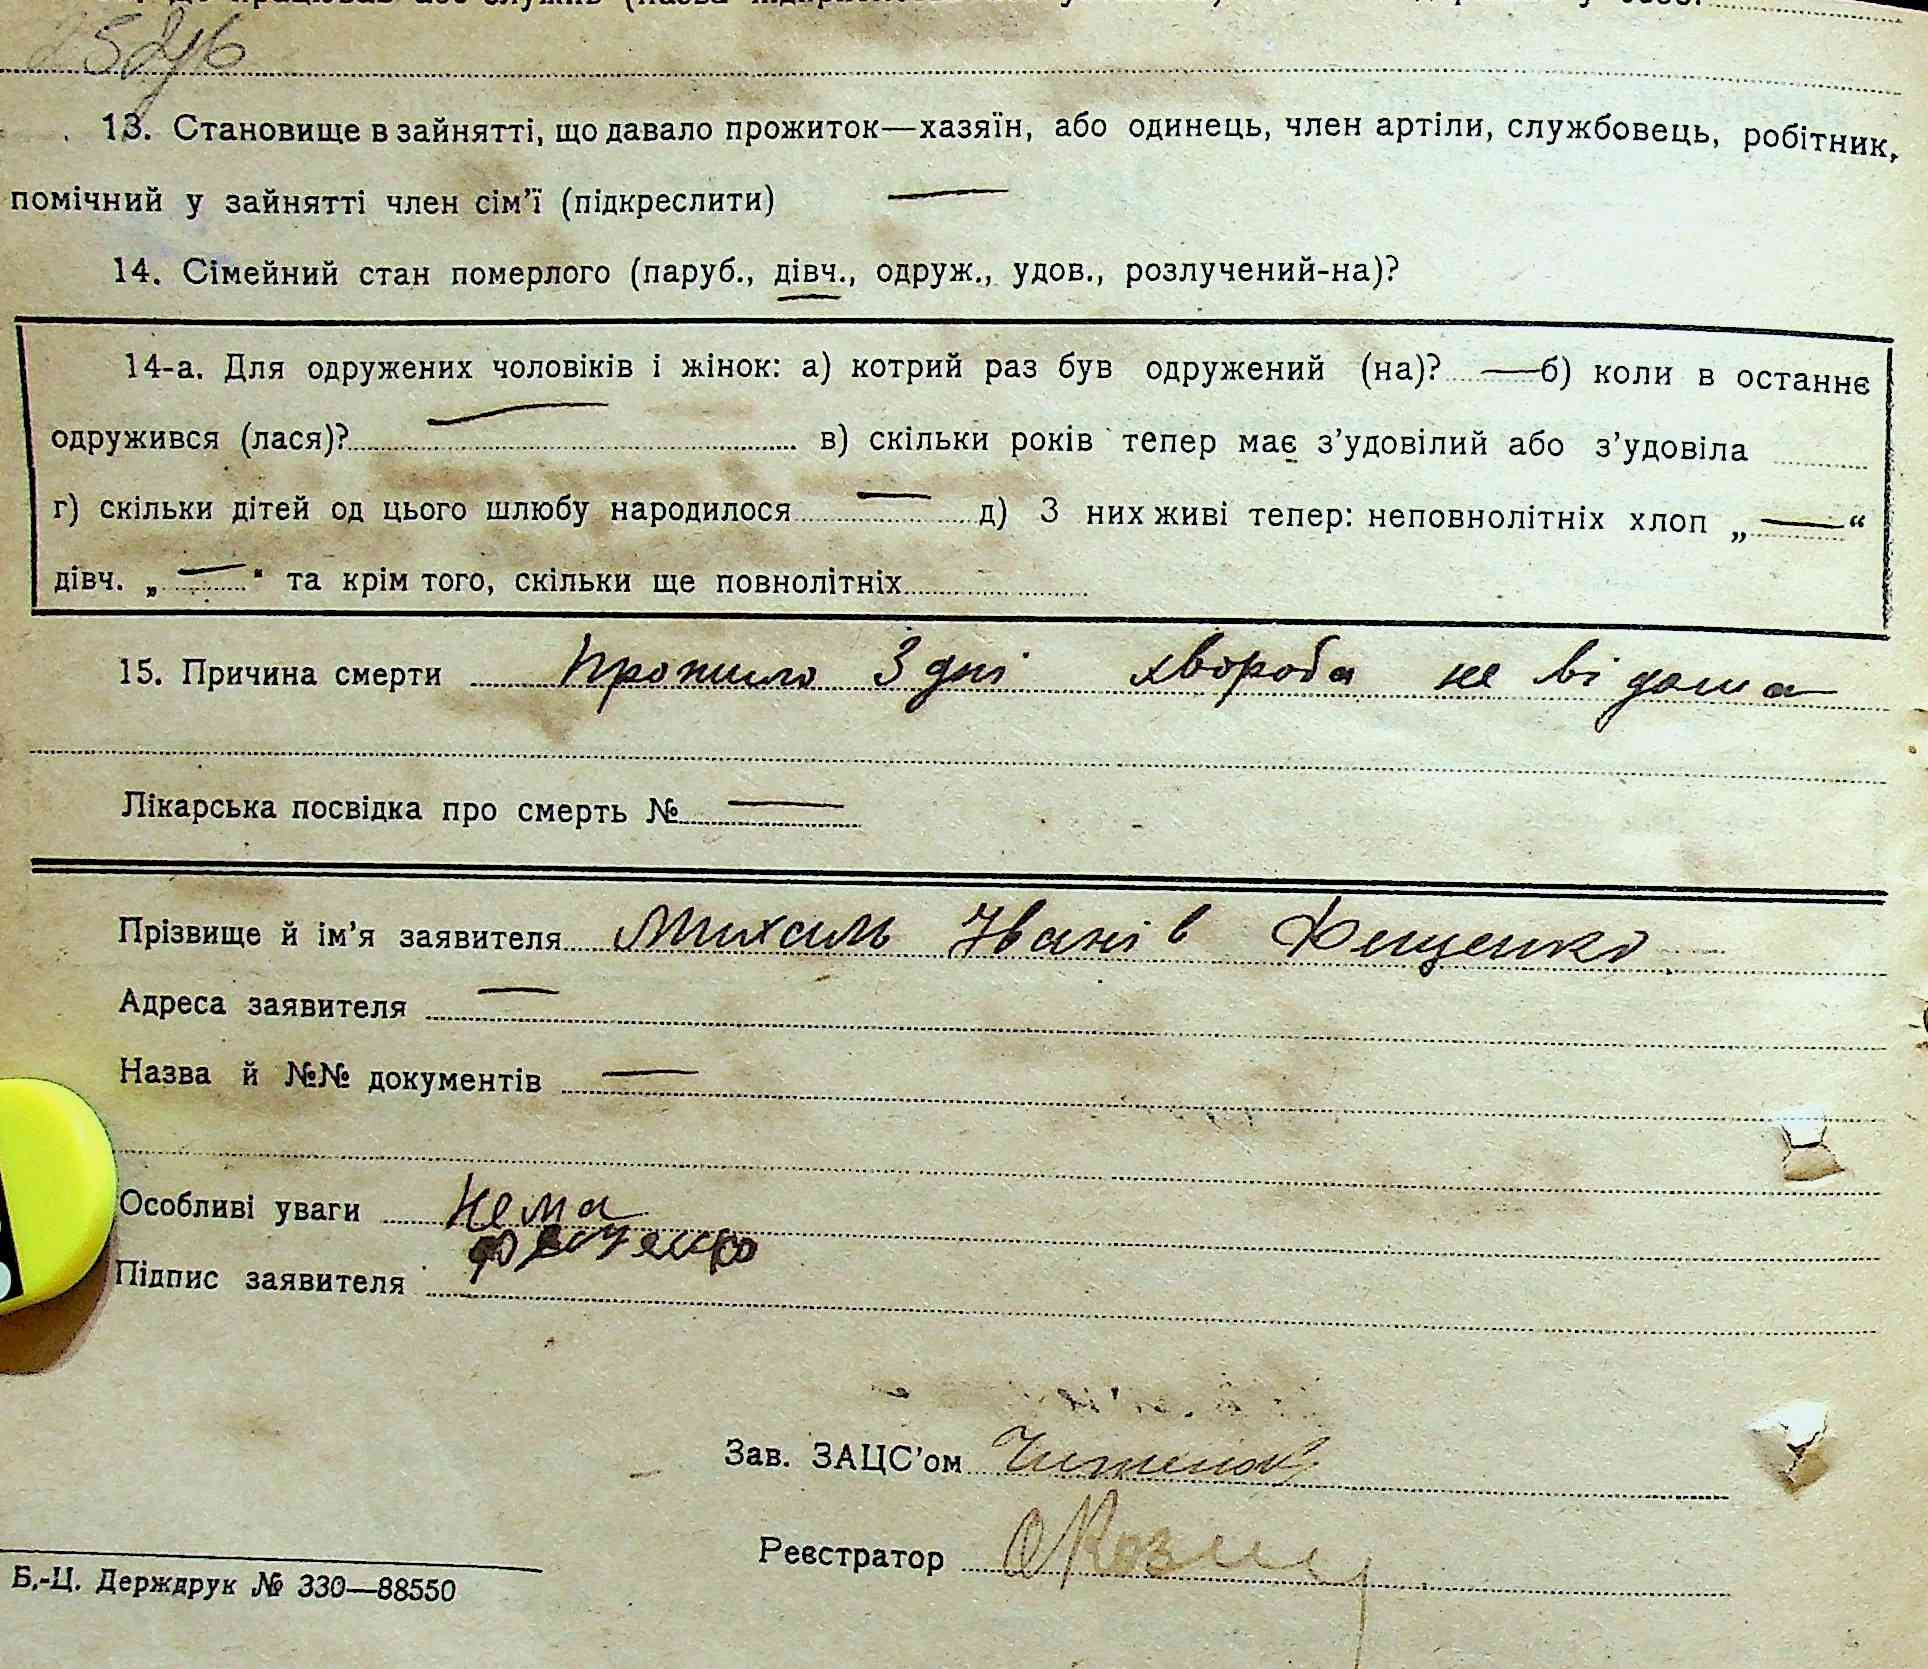 13. Становище в зайнятті, що давало прожиток—хазяїн, або одинець, член артіли, службовець, робітник,
помічний у зайнятті член сім’ї (підкреслити) —
14. Сімейний стан померлого (паруб., дівч., одруж., удов., розлучений-на)?
14-а. Для одружених чоловіків і жінок: а) котрий раз був одружений (на)? — б) коли в останнє
одружився (лася)? — в) скільки років тепер має з’удовілий або з’удовіла
г) скільки дітей од цього шлюбу народилося — д) З них живі тепер: неповнолітніх хлоп „—“
дівч. „—“ та крім того, скільки ще повнолітніх
15. Причина смерти Прожило 3 дні хвороба не відома
Лікарська посвідка про смерть № —
Прізвище й ім’я заявителя Михаль Іванів Фещенко
Адреса заявителя —
Назва й №№ документів —
Особливі уваги Нема
Підпис заявителя Фещенко
Зав. ЗАЦС’ом
Реєстратор
Б.-Ц. Держдрук № 330—88550